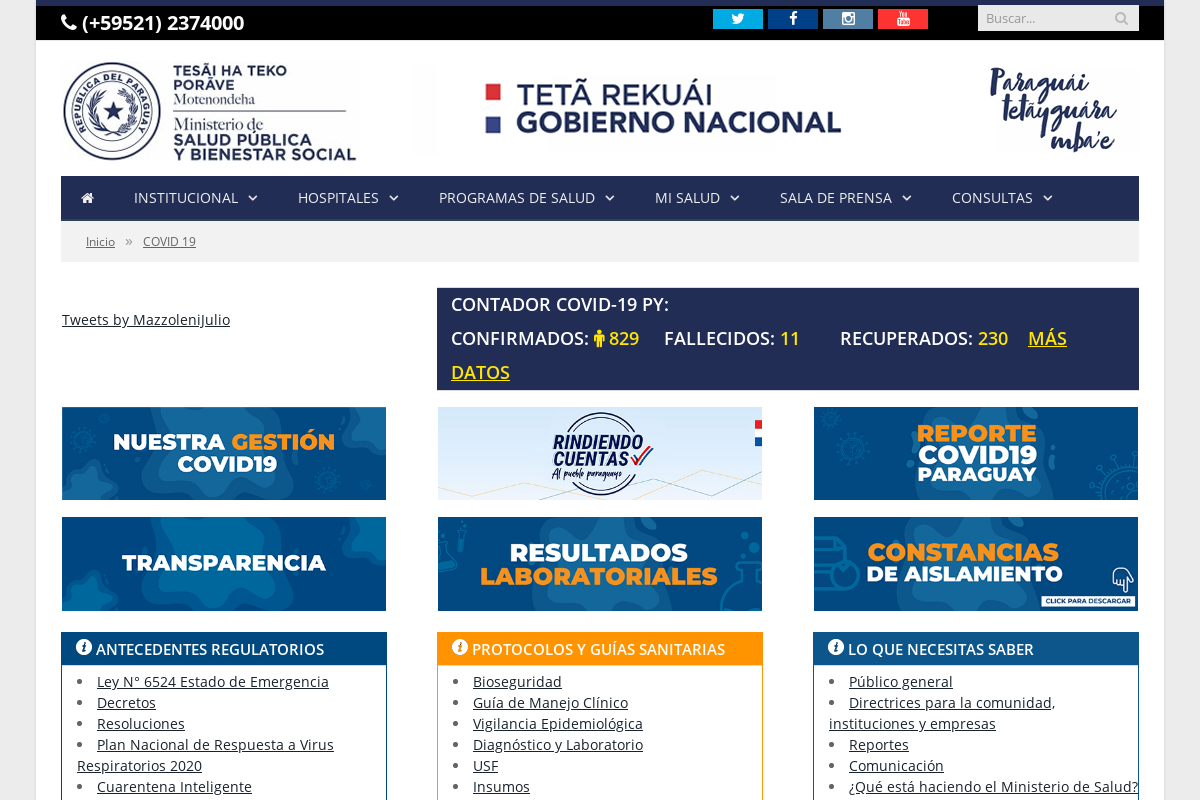 (+59521) 2374000
Buscar...
REPUBLICA DEL PARAGUAY
TESÃI HA TEKO
PORÃVE
Motenondeha
Ministerio de
SALUD PÚBLICA
Y BIENESTAR SOCIAL
TETÃ REKUÁI
GOBIERNO NACIONAL
Paraguái
tetãyguára
mba'e
INSTITUCIONAL HOSPITALES PROGRAMAS DE SALUD MI SALUD SALA DE PRENSA CONSULTAS
Inicio » COVID 19
Tweets by MazzoleniJulio
CONTADOR COVID-19 PY:
CONFIRMADOS: 829 FALLECIDOS: 11 RECUPERADOS: 230 MÁS
DATOS
NUESTRA GESTIÓN
COVID19
RINDIENDO
CUENTAS
Al pueblo paraguayo
REPORTE
COVID19
PARAGUAY
TRANSPARENCIA
RESULTADOS
LABORATORIALES
CONSTANCIAS
DE AISLAMIENTO
CLICK PARA DESCARGAR
ANTECEDENTES REGULATORIOS
Ley N° 6524 Estado de Emergencia
Decretos
Resoluciones
Plan Nacional de Respuesta a Virus
Respiratorios 2020
Cuarentena Inteligente
PROTOCOLOS Y GUÍAS SANITARIAS
Bioseguridad
Guía de Manejo Clínico
Vigilancia Epidemiológica
Diagnóstico y Laboratorio
USF
Insumos
LO QUE NECESITAS SABER
Público general
Directrices para la comunidad,
instituciones y empresas
Reportes
Comunicación
¿Qué está haciendo el Ministerio de Salud?